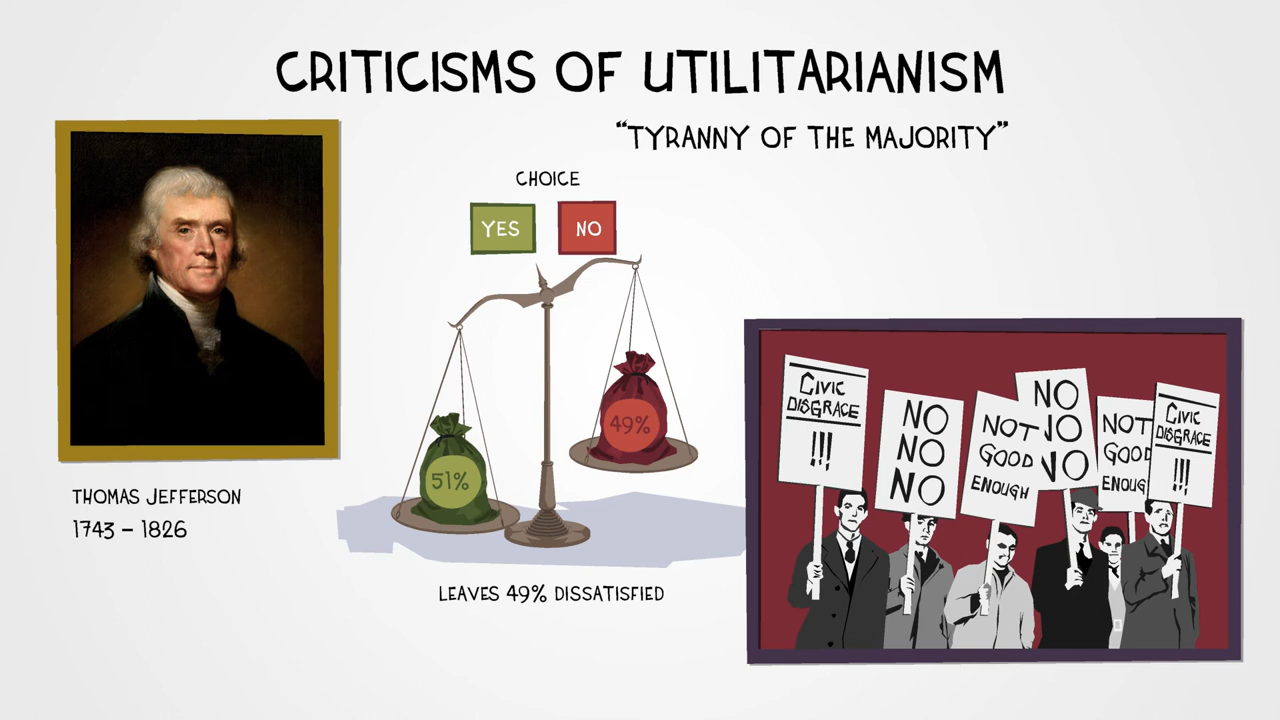 CRITICISMS OF UTILITARIANISM
"TYRANNY OF THE MAJORITY"
CHOICE
YES
NO
51%
49%
LEAVES 49% DISSATISFIED
THOMAS JEFFERSON
1743 – 1826
CIVIC
DISGRACE
!!!
NO
NO
NO
NOT
GOOD
ENOUGH
NO
NO
NO
NOT
GOOD
ENOUG
CIVIC
DISGRACE
!!!